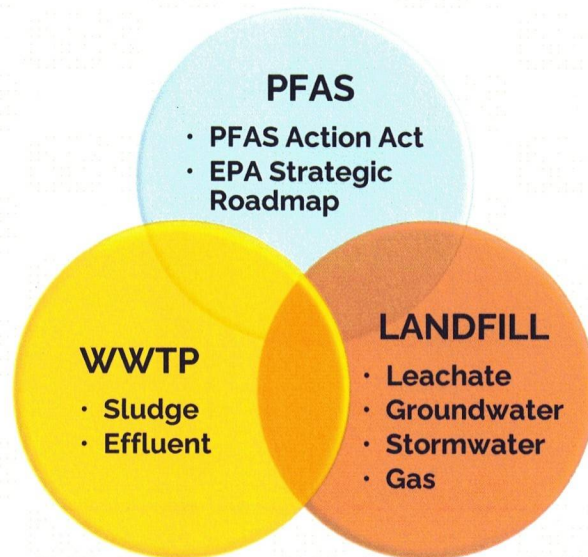 PFAS
• PFAS Action Act
• EPA Strategic
Roadmap
WWTP
• Sludge
• Effluent
LANDFILL
• Leachate
• Groundwater
• Stormwater
• Gas